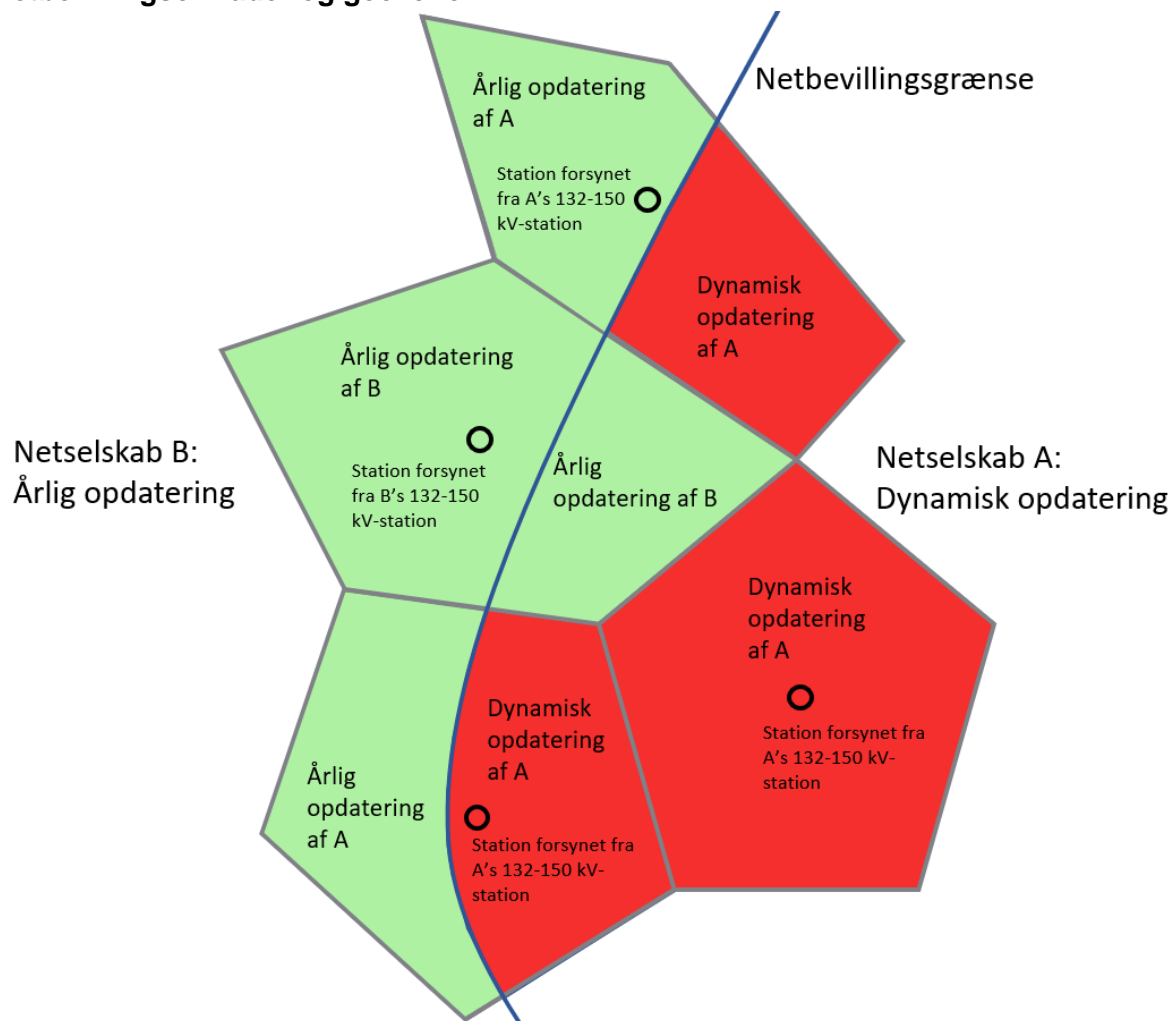 Netbevillingsgrænse
Årlig opdatering
af A
Station forsynet
fra A's 132-150
kV-station
Dynamisk
opdatering
af A
Årlig opdatering
af B
Station forsynet
fra B's 132-150
kV-station
Årlig
opdatering af B
Netselskab B:
Årlig opdatering
Netselskab A:
Dynamisk opdatering
Dynamisk
opdatering
af A
Station forsynet fra
A's 132-150 kV-
station
Dynamisk
opdatering
af A
Station forsynet fra
A's 132-150 kV-
station
Årlig
opdatering
af A